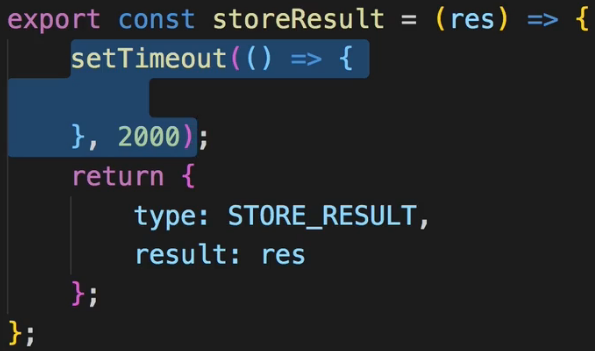 export const storeResult = (res) => {
    setTimeout(() => {

    }, 2000);
    return {
        type: STORE_RESULT,
        result: res
    };
};